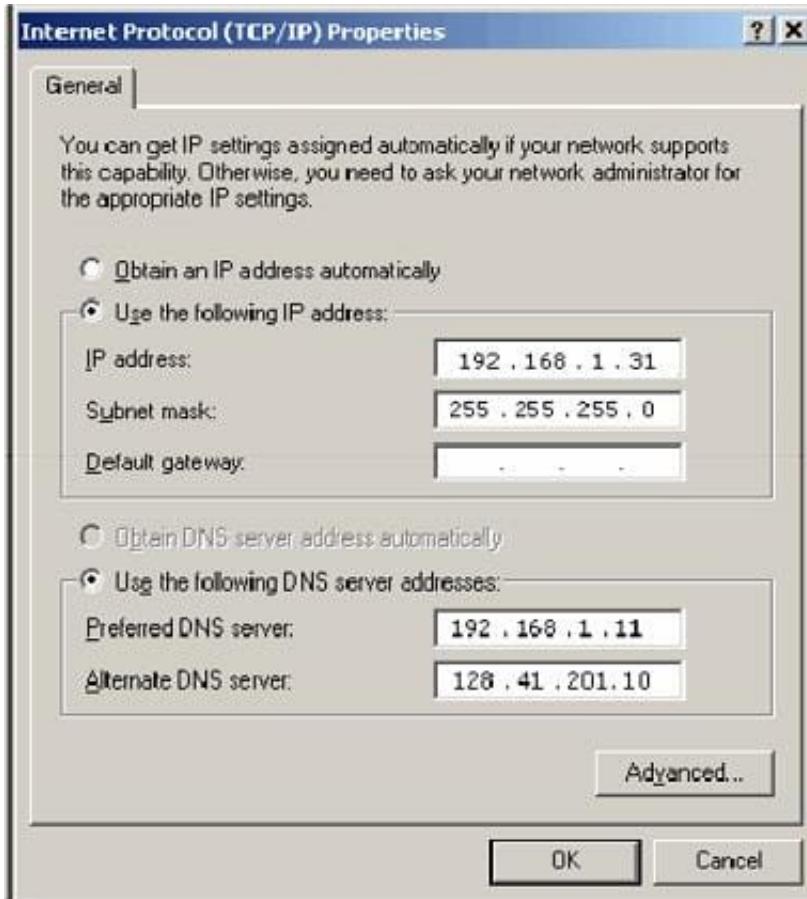 Internet Protocol (TCP/IP) Properties
General
You can get IP settings assigned automatically if your network supports
this capability. Otherwise, you need to ask your network administrator for
the appropriate IP settings.
Obtain an IP address automatically
Use the following IP address:
IP address: 192 . 168 . 1 . 31
Subnet mask: 255 . 255 . 255 . 0
Default gateway: . . .
Obtain DNS server address automatically
Use the following DNS server addresses:
Preferred DNS server: 192 . 168 . 1 . 11
Alternate DNS server: 128 . 41 . 201 . 10
Advanced...
OK Cancel